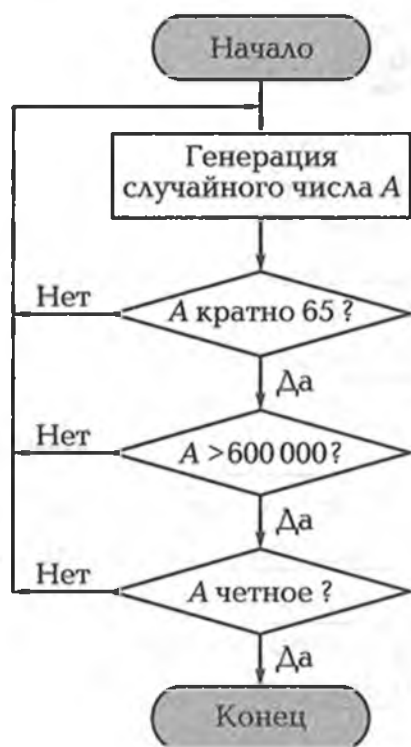 Начало
Генерация
случайного числа A
Нет
A кратно 65 ?
Да
Нет
A > 600 000?
Да
Нет
A четное ?
Да
Конец